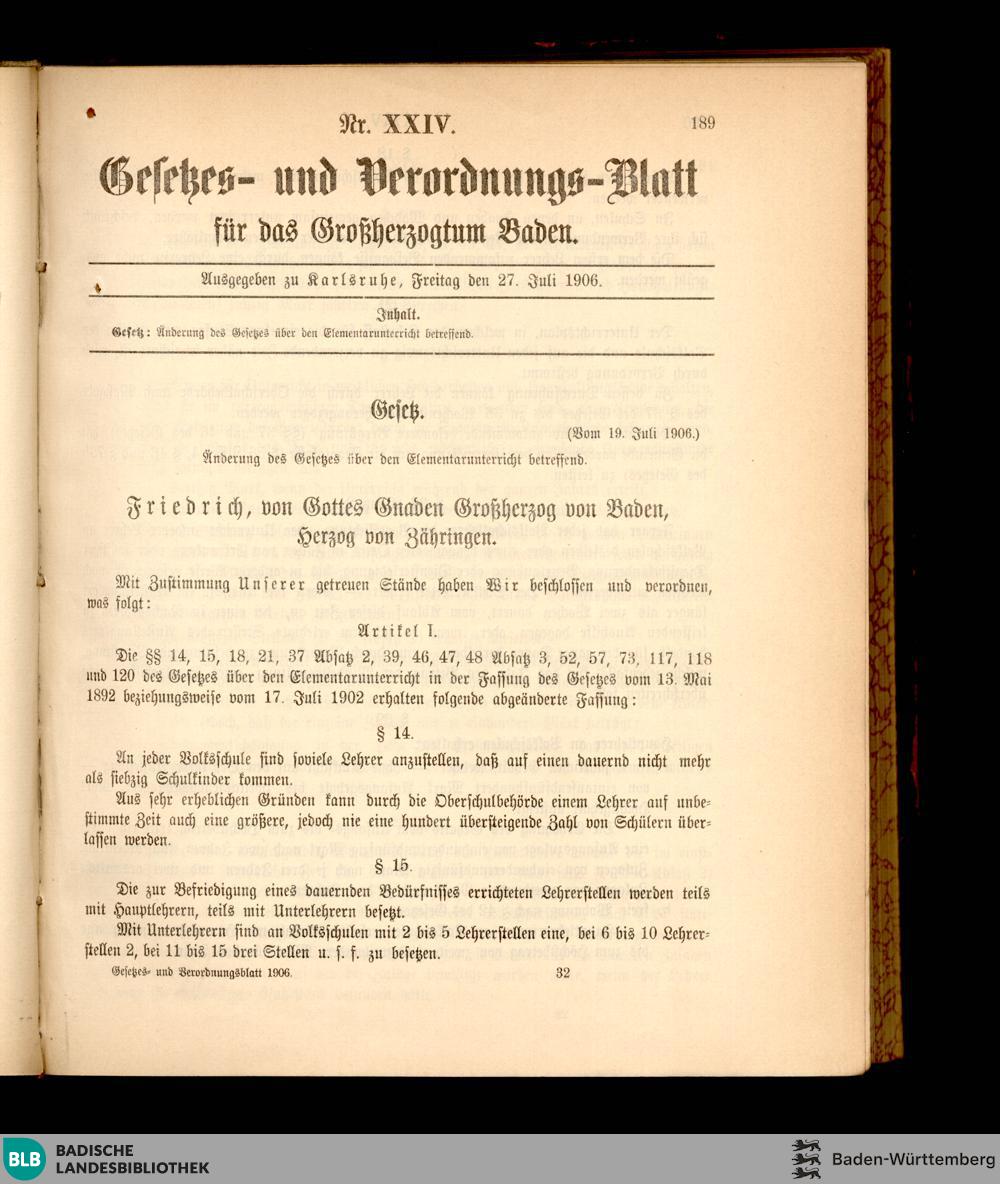 Nr. XXIV.
189
Gesetzes- und Verordnungs-Blatt
für das Großherzogtum Baden.
Ausgegeben zu Karlsruhe, Freitag den 27. Juli 1906.
Inhalt.
Gesetz: Änderung des Gesetzes über den Elementarunterricht betreffend.
Gesetz.
(Vom 19. Juli 1906.)
Änderung des Gesetzes über den Elementarunterricht betreffend.
Friedrich, von Gottes Gnaden Großherzog von Baden,
Herzog von Zähringen.
Mit Zustimmung Unserer getreuen Stände haben Wir beschlossen und verordnen,
was folgt:
Artikel I.
Die §§ 14, 15, 18, 21, 37 Absatz 2, 39, 46, 47, 48 Absatz 3, 52, 57, 73, 117, 118
und 120 des Gesetzes über den Elementarunterricht in der Fassung des Gesetzes vom 13. Mai
1892 beziehungsweise vom 17. Juli 1902 erhalten folgende abgeänderte Fassung:
§ 14.
An jeder Volksschule sind soviele Lehrer anzustellen, daß auf einen dauernd nicht mehr
als siebzig Schulkinder kommen.
Aus sehr erheblichen Gründen kann durch die Oberschulbehörde einem Lehrer auf unbe-
stimmte Zeit auch eine größere, jedoch nie eine hundert übersteigende Zahl von Schülern über-
lassen werden.
§ 15.
Die zur Befriedigung eines dauernden Bedürfnisses errichteten Lehrerstellen werden teils
mit Hauptlehrern, teils mit Unterlehrern besetzt.
Mit Unterlehrern sind an Volksschulen mit 2 bis 5 Lehrerstellen eine, bei 6 bis 10 Lehrer-
stellen 2, bei 11 bis 15 drei Stellen u. s. f. zu besetzen.
Gesetzes- und Verordnungsblatt 1906.
32
BLB
BADISCHE
LANDESBIBLIOTHEK
Baden-Württemberg